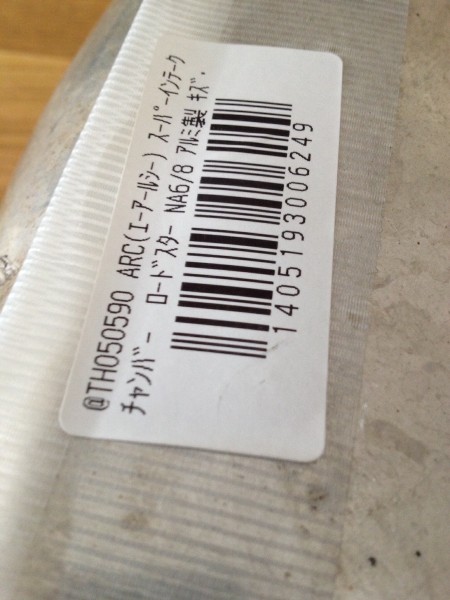 @TH050590 ARC(ｴｰｱｰﾙｼｰ) ｽｰﾊﾟｰｲﾝﾃｰｸ
ﾁｬﾝﾊﾞｰ ﾛｰﾄﾞｽﾀｰ NA6/8 ｱﾙﾐ製 ｷｽﾞ､
1405193006249